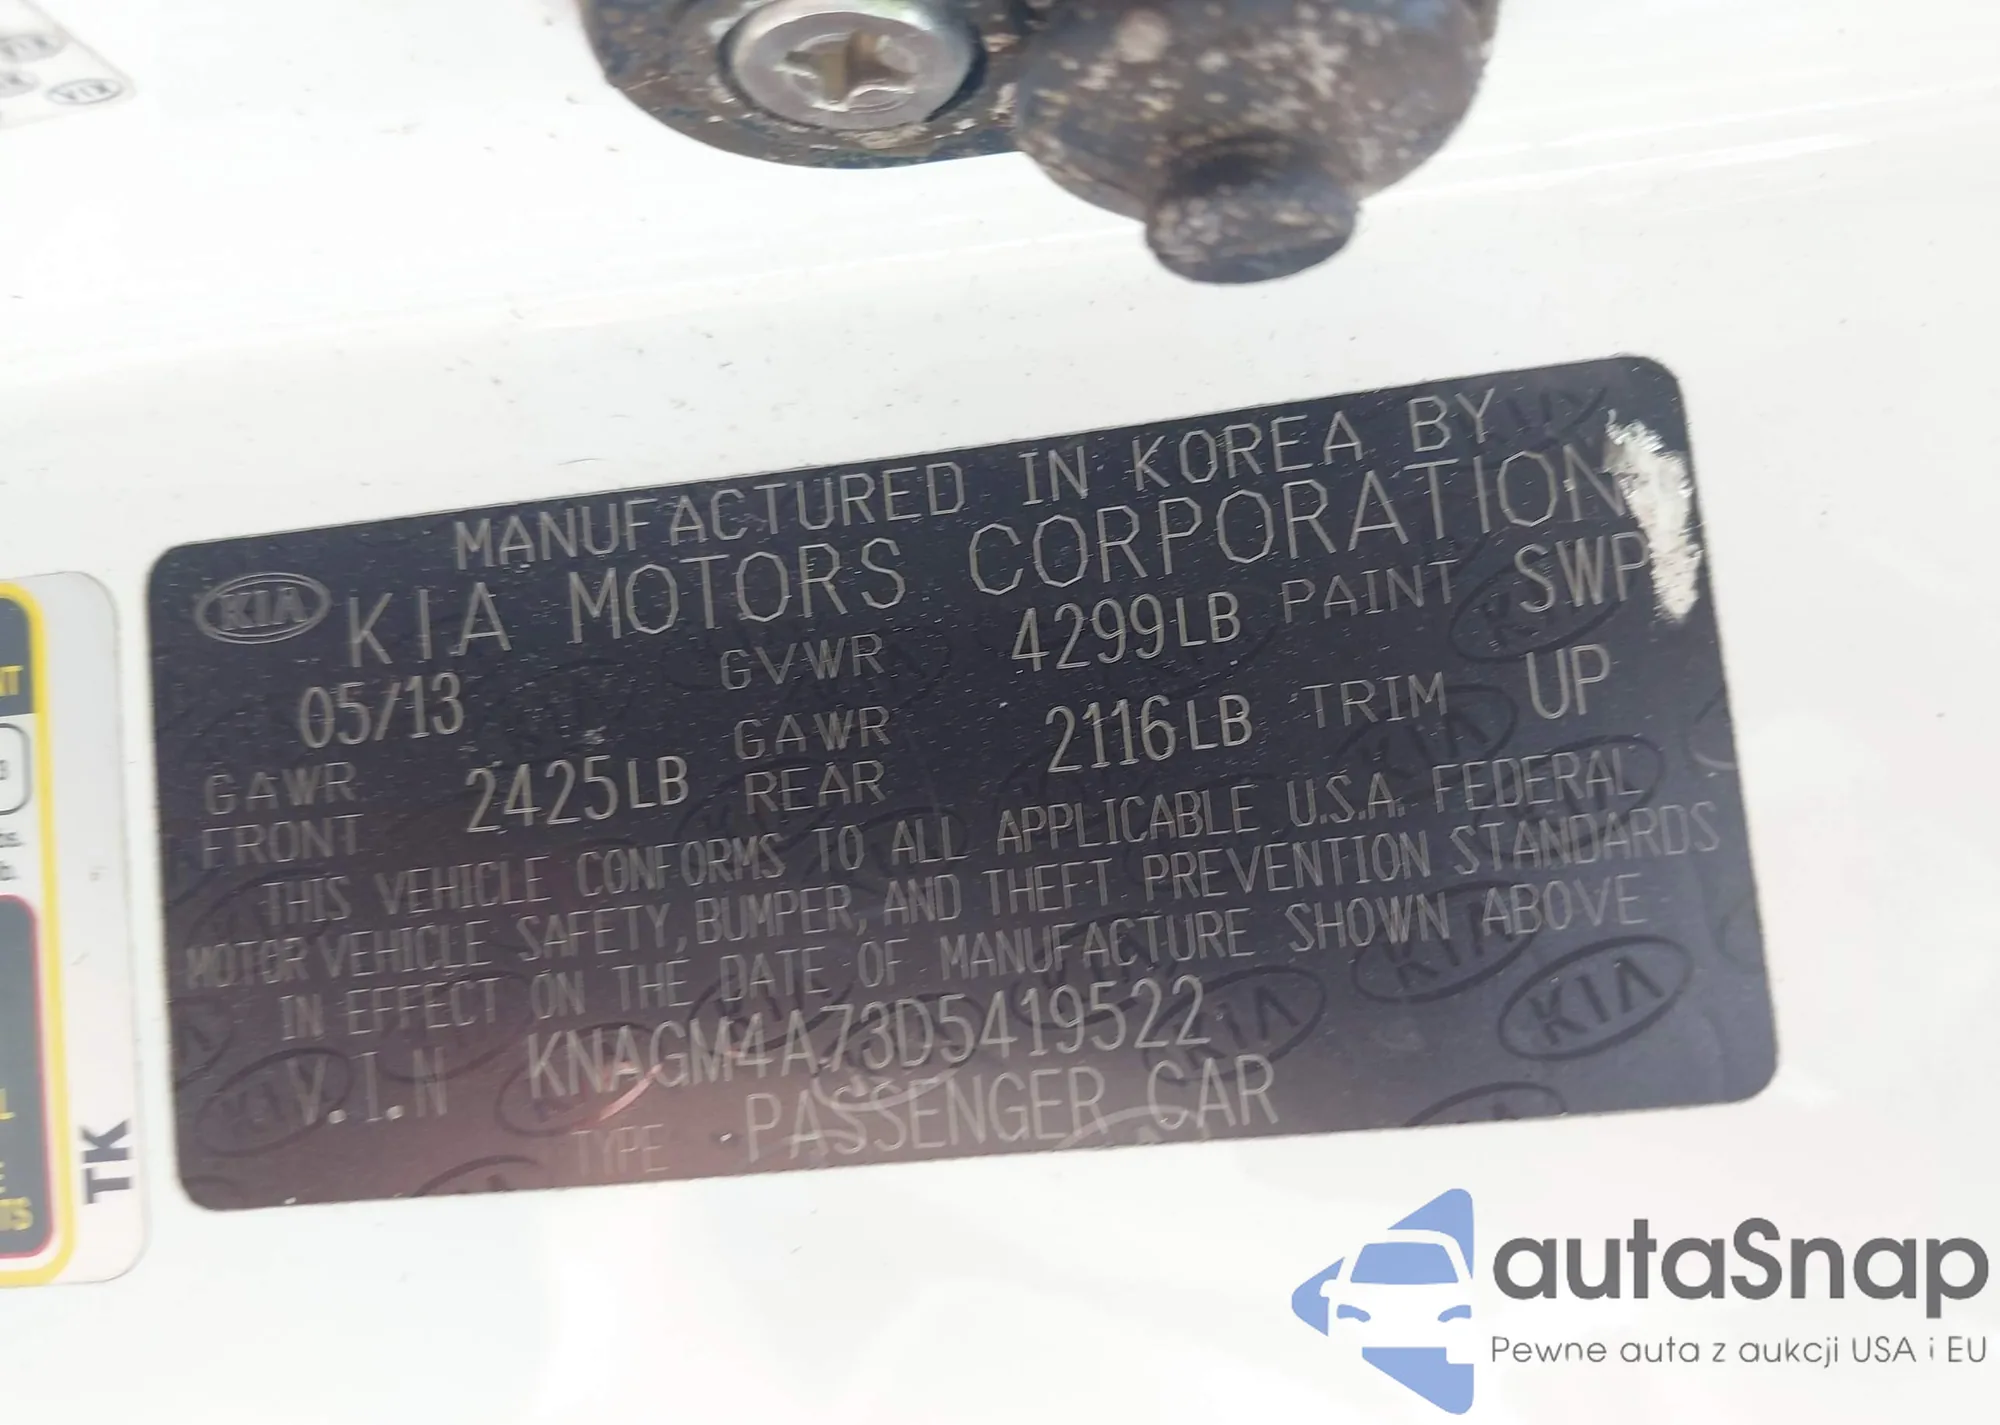 MANUFACTURED IN KOREA BY
KIA KIA MOTORS CORPORATION
05/13 GVWR 4299LB PAINT SWP
GAWR FRONT 2425LB GAWR REAR 2116LB TRIM UP
THIS VEHICLE CONFORMS TO ALL APPLICABLE U.S.A. FEDERAL
MOTOR VEHICLE SAFETY, BUMPER, AND THEFT PREVENTION STANDARDS
IN EFFECT ON THE DATE OF MANUFACTURE SHOWN ABOVE
V.I.N KNAGM4A73D5419522
TYPE PASSENGER CAR
KIA
TK
autaSnap
Pewne auta z aukcji USA i EU